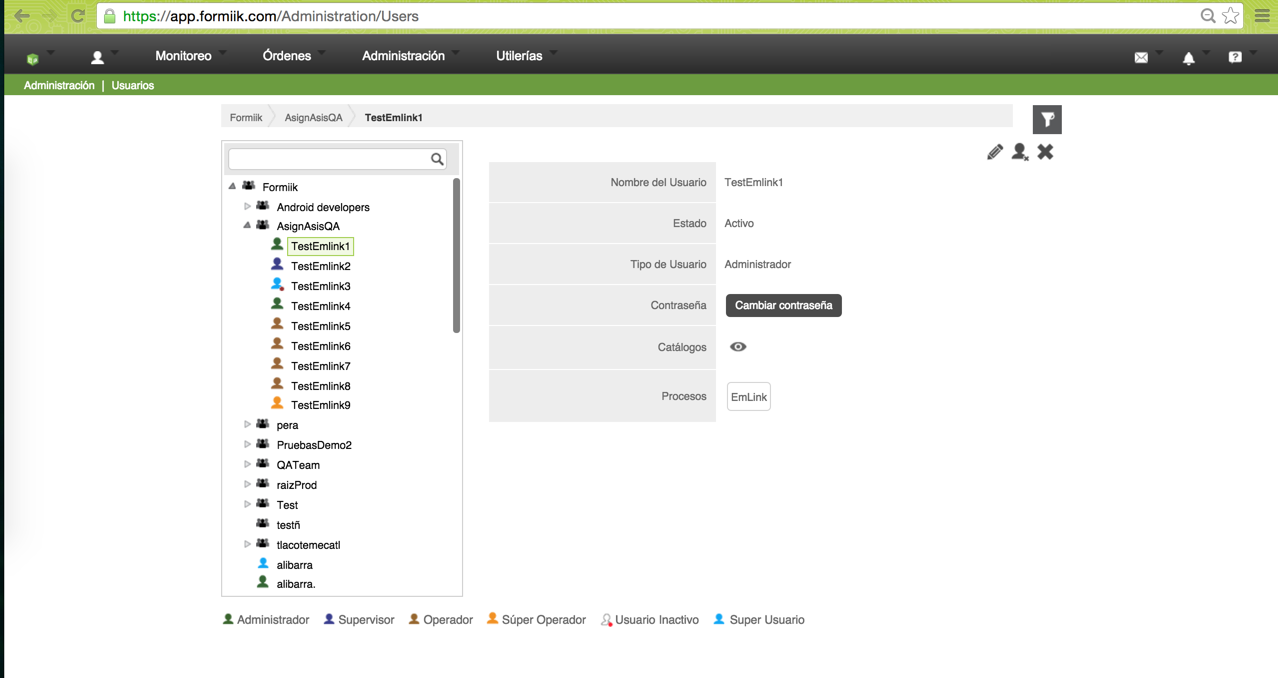 https://app.formiik.com/Administration/Users
Monitoreo Órdenes Administración Utilerías
Administración | Usuarios
Formiik AsignAsisQA TestEmlink1
Formiik
Android developers
AsignAsisQA
TestEmlink1
TestEmlink2
TestEmlink3
TestEmlink4
TestEmlink5
TestEmlink6
TestEmlink7
TestEmlink8
TestEmlink9
pera
PruebasDemo2
QATeam
raizProd
Test
testñ
tlacotemecatl
alibarra
alibarra.
Nombre del Usuario TestEmlink1
Estado Activo
Tipo de Usuario Administrador
Contraseña Cambiar contraseña
Catálogos
Procesos EmLink
Administrador Supervisor Operador Súper Operador Usuario Inactivo Super Usuario